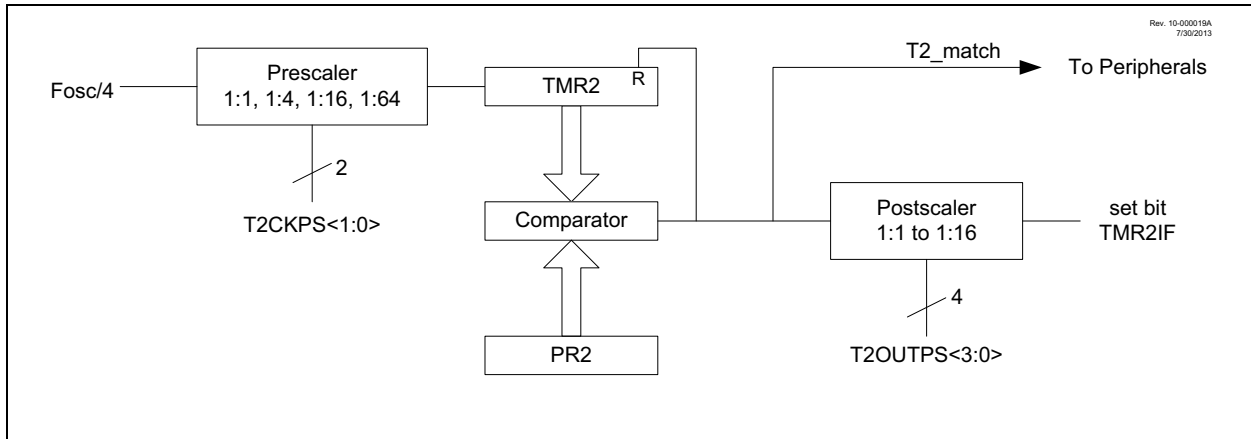 Rev. 10-000019A
7/30/2013
Fosc/4
Prescaler
1:1, 1:4, 1:16, 1:64
2
T2CKPS<1:0>
TMR2
R
Comparator
PR2
T2_match
To Peripherals
Postscaler
1:1 to 1:16
set bit
TMR2IF
4
T2OUTPS<3:0>